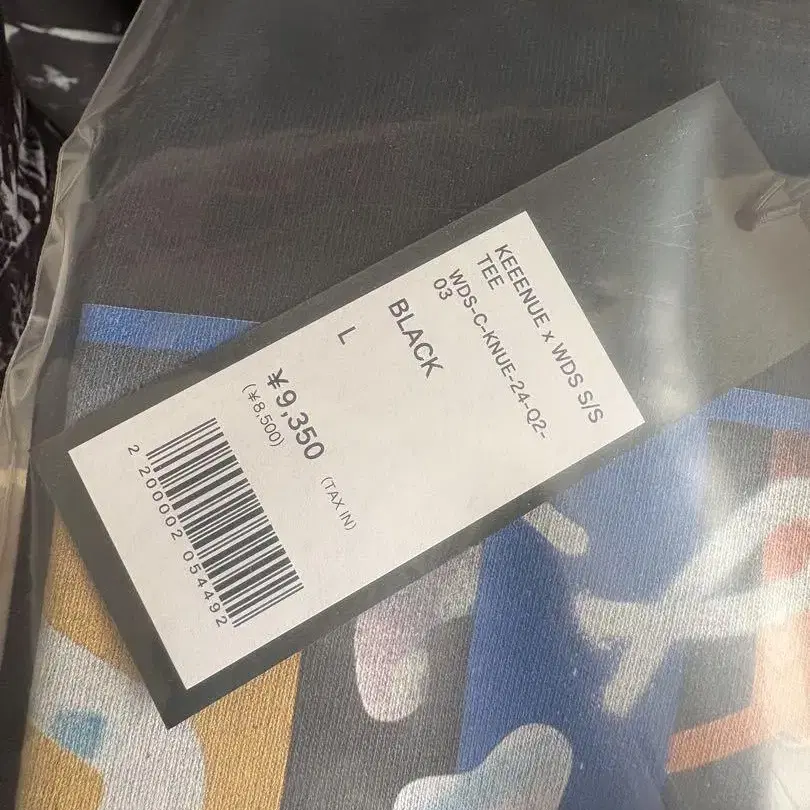 KEEENUE x WDS S/S
TEE
WDS-C-KNUE-24-Q2-
03
BLACK
L
¥9,350 (TAX IN)
(¥8,500)
2 200002 054492